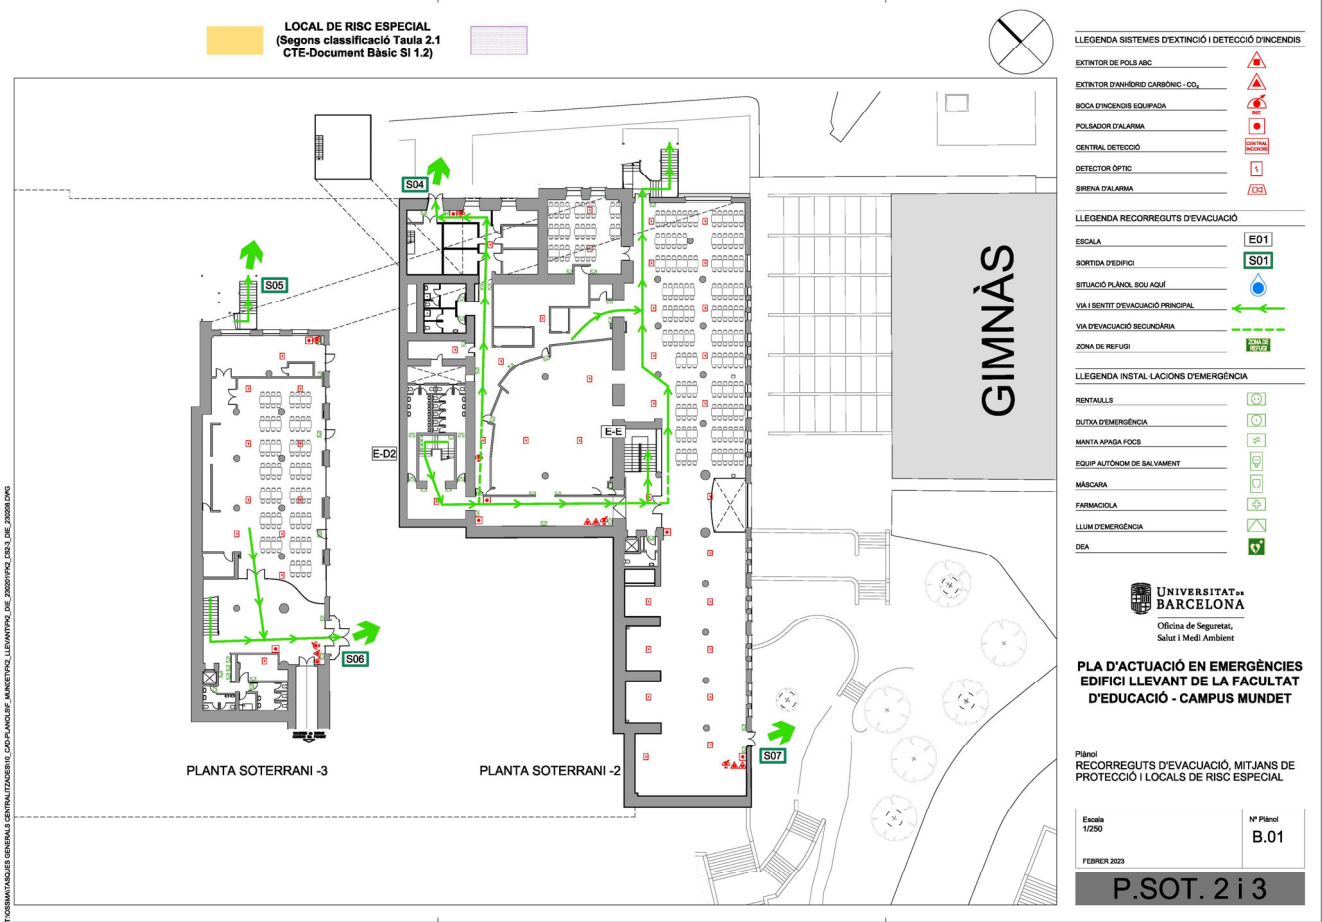 LOCAL DE RISC ESPECIAL
(Segons classificació Taula 2.1
CTE-Document Bàsic SI 1.2)
S04
S05
GIMNÀS
E-E
E-D2
S06
S07
PLANTA SOTERRANI -3
PLANTA SOTERRANI -2
LLEGENDA SISTEMES D'EXTINCIÓ I DETECCIÓ D'INCENDIS
EXTINTOR DE POLS ABC
EXTINTOR D'ANHÍDRID CARBÒNIC - CO₂
BOCA D'INCENDIS EQUIPADA
BIE
POLSADOR D'ALARMA
CENTRAL DETECCIÓ
CENTRAL
INCENDIS
DETECTOR ÒPTIC
SIRENA D'ALARMA
LLEGENDA RECORREGUTS D'EVACUACIÓ
ESCALA
E01
SORTIDA D'EDIFICI
S01
SITUACIÓ PLÀNOL SOU AQUÍ
VIA I SENTIT D'EVACUACIÓ PRINCIPAL
VIA D'EVACUACIÓ SECUNDÀRIA
ZONA DE REFUGI
ZONA DE
REFUGI
LLEGENDA INSTAL·LACIONS D'EMERGÈNCIA
RENTAULLS
DUTXA D'EMERGÈNCIA
MANTA APAGA FOCS
EQUIP AUTÒNOM DE SALVAMENT
MÀSCARA
FARMACIOLA
LLUM D'EMERGÈNCIA
DEA
UNIVERSITAT DE
BARCELONA
Oficina de Seguretat,
Salut i Medi Ambient
PLA D'ACTUACIÓ EN EMERGÈNCIES
EDIFICI LLEVANT DE LA FACULTAT
D'EDUCACIÓ - CAMPUS MUNDET
Plànol
RECORREGUTS D'EVACUACIÓ, MITJANS DE
PROTECCIÓ I LOCALS DE RISC ESPECIAL
Escala
1/250
Nº Plànol
B.01
FEBRER 2023
P.SOT. 2 i 3